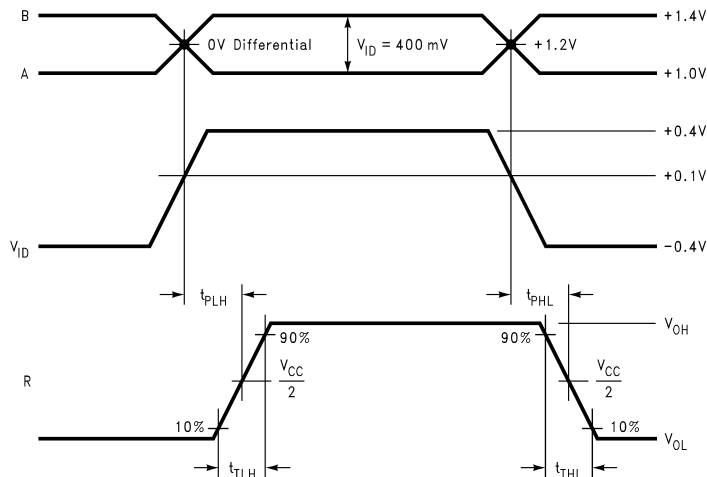 B
0V Differential
V_ID = 400 mV
+1.2V
+1.4V
A
+1.0V
+0.4V
+0.1V
V_ID
−0.4V
t_PLH
t_PHL
V_OH
90%
90%
R
V_CC
2
V_CC
2
10%
10%
V_OL
t_TLH
t_THL